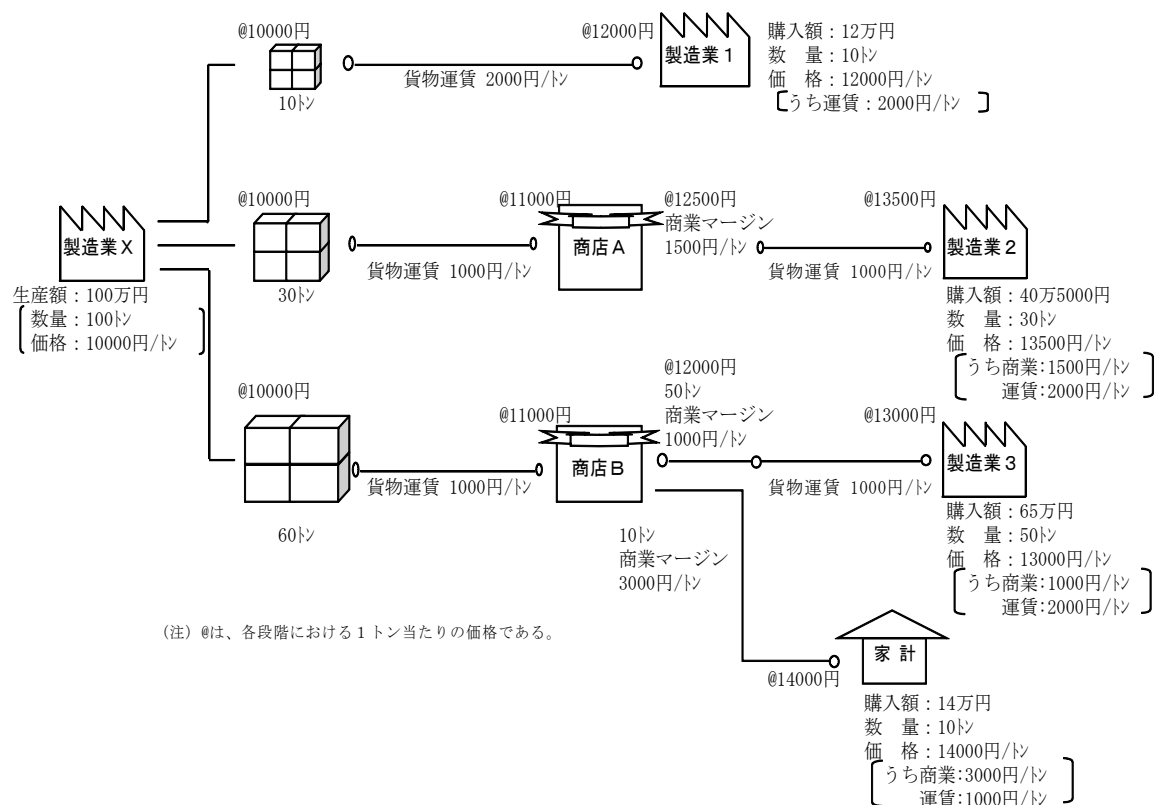 @10000円
10㌧
貨物運賃 2000円/㌧
@12000円
製造業1
購入額：12万円
数　量：10㌧
価　格：12000円/㌧
うち運賃：2000円/㌧
製造業X
生産額：100万円
数量：100㌧
価格：10000円/㌧
@10000円
30㌧
貨物運賃 1000円/㌧
@11000円
商店A
@12500円
商業マージン
1500円/㌧
貨物運賃 1000円/㌧
@13500円
製造業2
購入額：40万5000円
数　量：30㌧
価　格：13500円/㌧
うち商業:1500円/㌧
運賃:2000円/㌧
@10000円
60㌧
貨物運賃 1000円/㌧
@11000円
商店B
@12000円
50㌧
商業マージン
1000円/㌧
貨物運賃 1000円/㌧
@13000円
製造業3
購入額：65万円
数　量：50㌧
価　格：13000円/㌧
うち商業:1000円/㌧
運賃:2000円/㌧
10㌧
商業マージン
3000円/㌧
@14000円
家 計
購入額：14万円
数　量：10㌧
価　格：14000円/㌧
うち商業:3000円/㌧
運賃:1000円/㌧
（注）@は、各段階における１トン当たりの価格である。